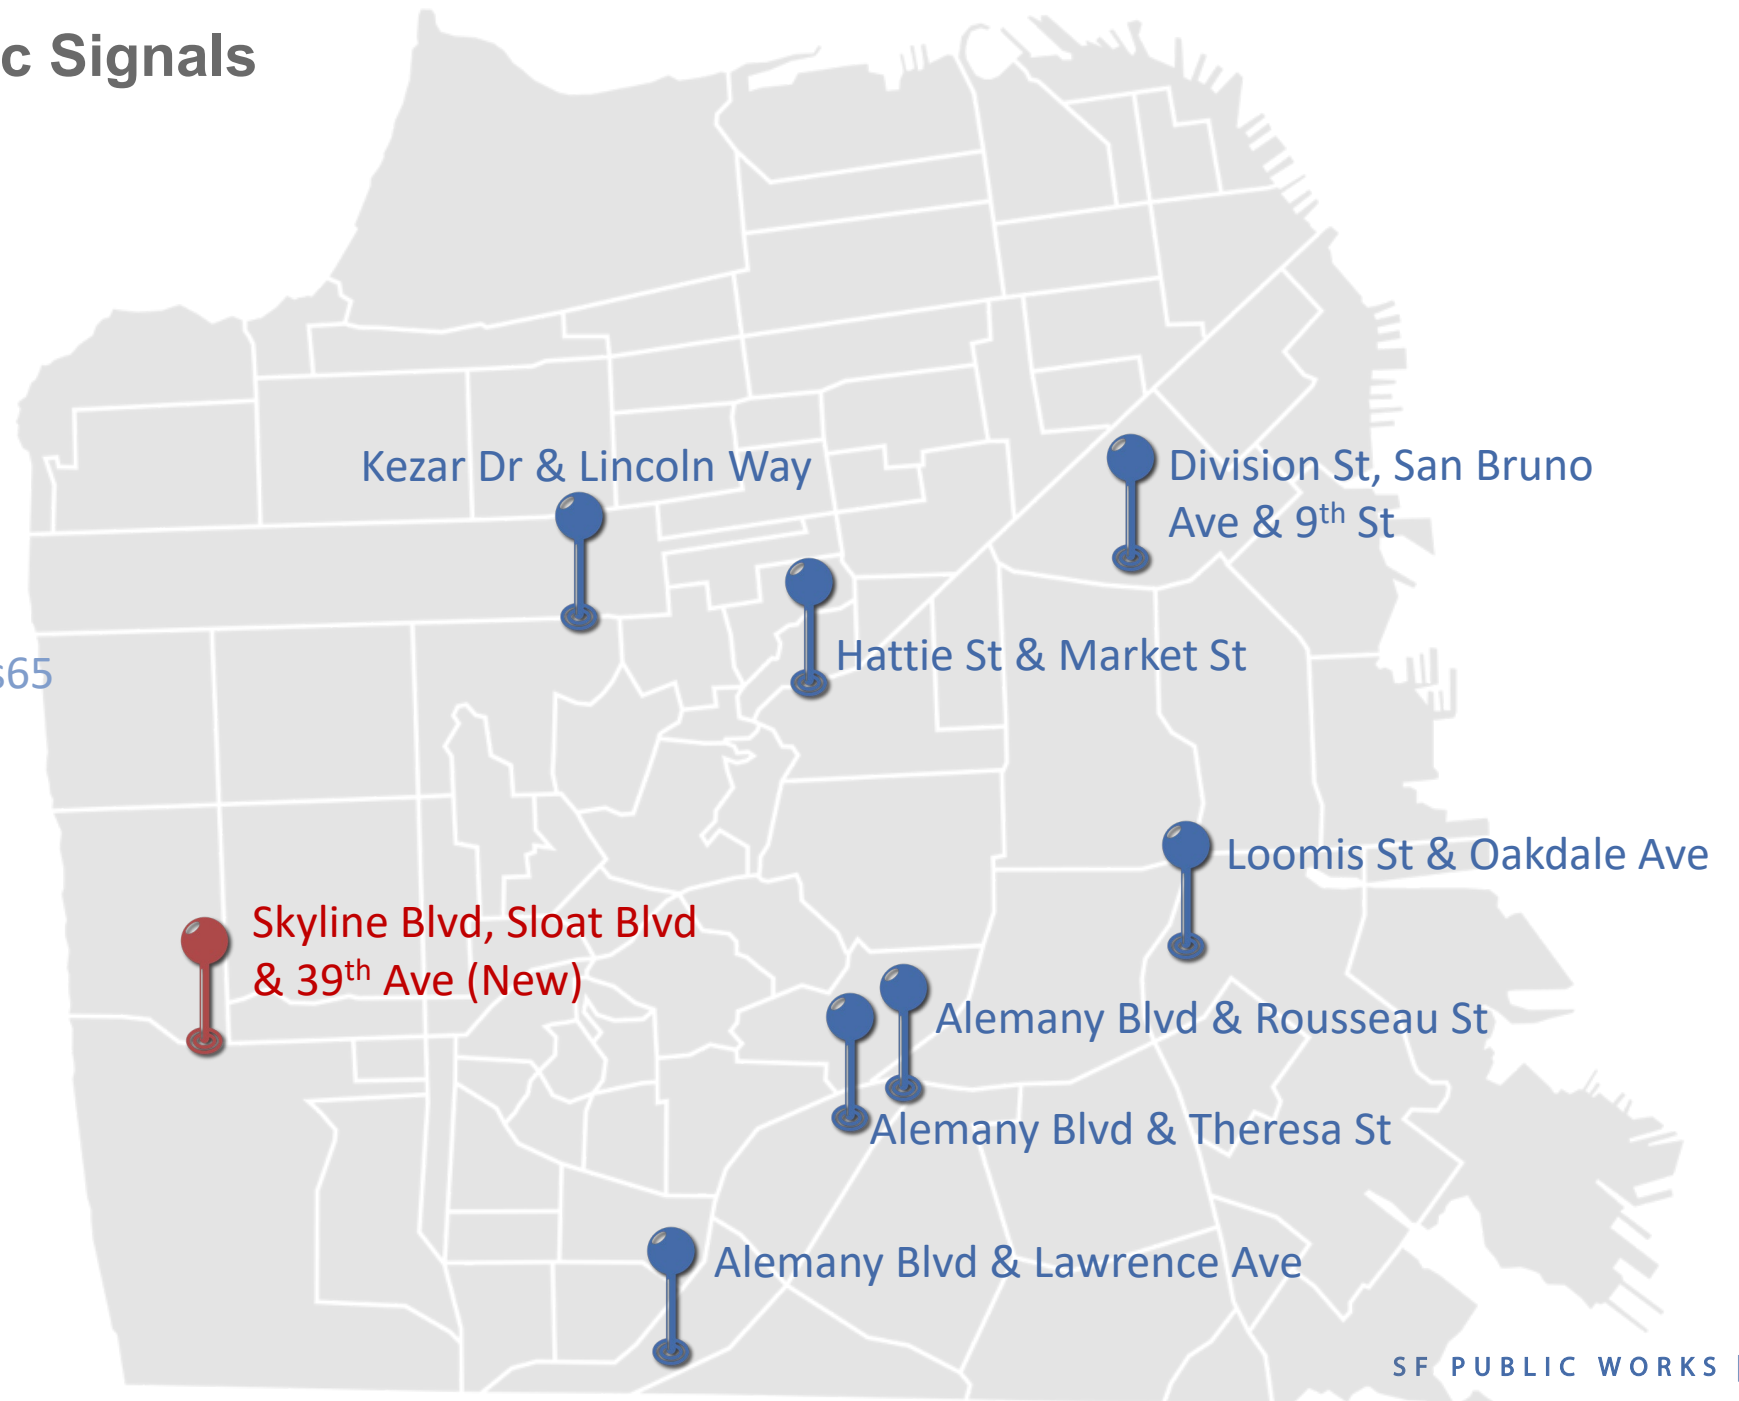 c Signals
Kezar Dr & Lincoln Way
Division St, San Bruno
Ave & 9th St
Hattie St & Market St
s65
Loomis St & Oakdale Ave
Skyline Blvd, Sloat Blvd
& 39th Ave (New)
Alemany Blvd & Rousseau St
Alemany Blvd & Theresa St
Alemany Blvd & Lawrence Ave
SF PUBLIC WORKS |